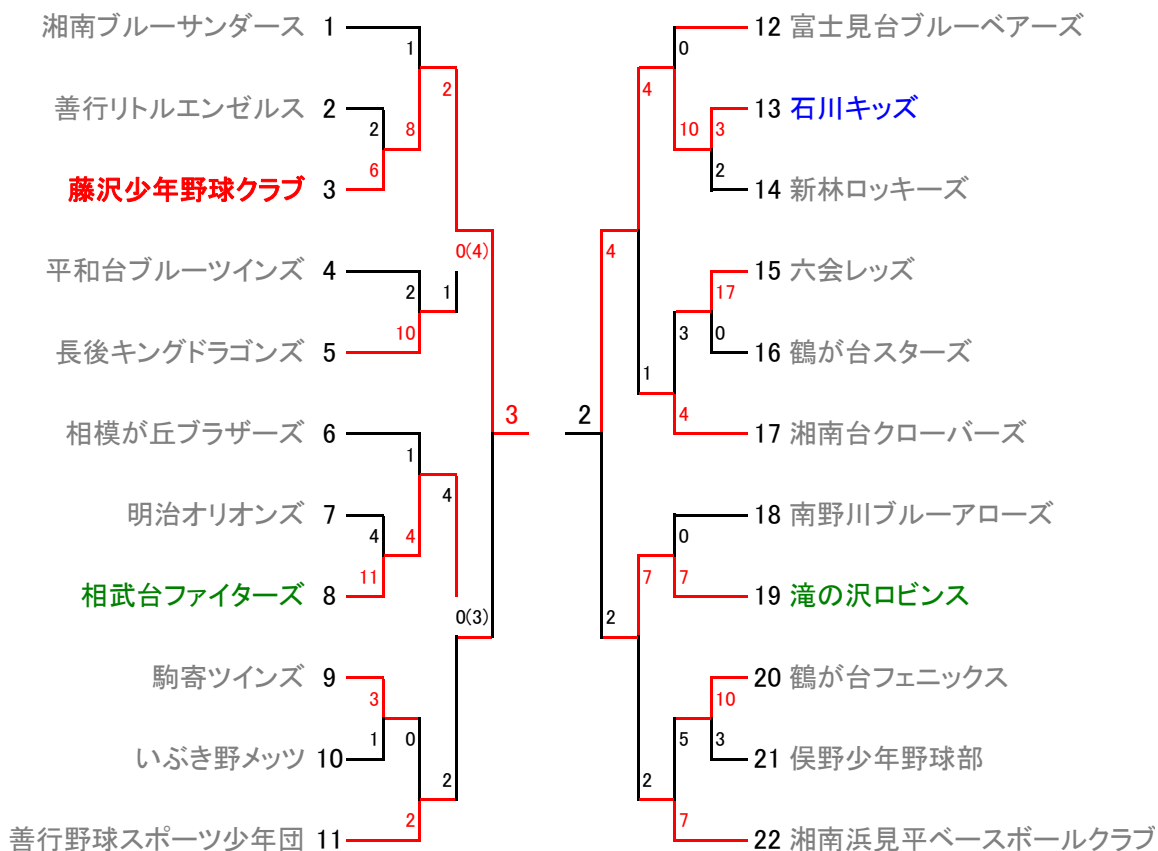 湘南ブルーサンダース 1
1
善行リトルエンゼルス 2
2
8
2
6
藤沢少年野球クラブ 3
0(4)
平和台ブルーツインズ 4
2
1
10
長後キングドラゴンズ 5
3
相模が丘ブラザーズ 6
1
4
明治オリオンズ 7
4
4
11
相武台ファイターズ 8
0(3)
駒寄ツインズ 9
3
1
0
いぶき野メッツ 10
2
2
善行野球スポーツ少年団 11
12 富士見台ブルーベアーズ
0
4
13 石川キッズ
10
3
2
14 新林ロッキーズ
4
15 六会レッズ
17
3
0
16 鶴が台スターズ
1
4
2
17 湘南台クローバーズ
18 南野川ブルーアローズ
0
7
7
19 滝の沢ロビンス
2
20 鶴が台フェニックス
10
5
3
21 俣野少年野球部
2
7
22 湘南浜見平ベースボールクラブ